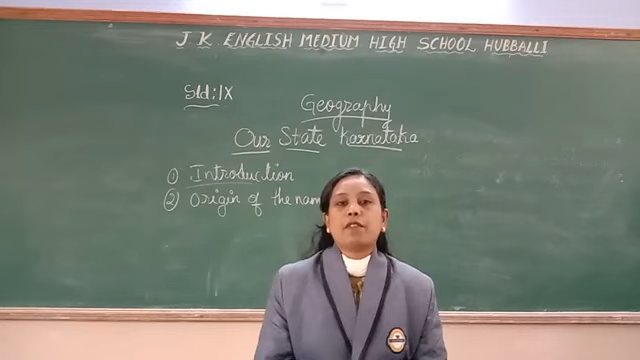 J K ENGLISH MEDIUM HIGH SCHOOL HUBBALLI
Std: IX
Geography
Our State Karnataka
① Introduction
② Origin of the nam